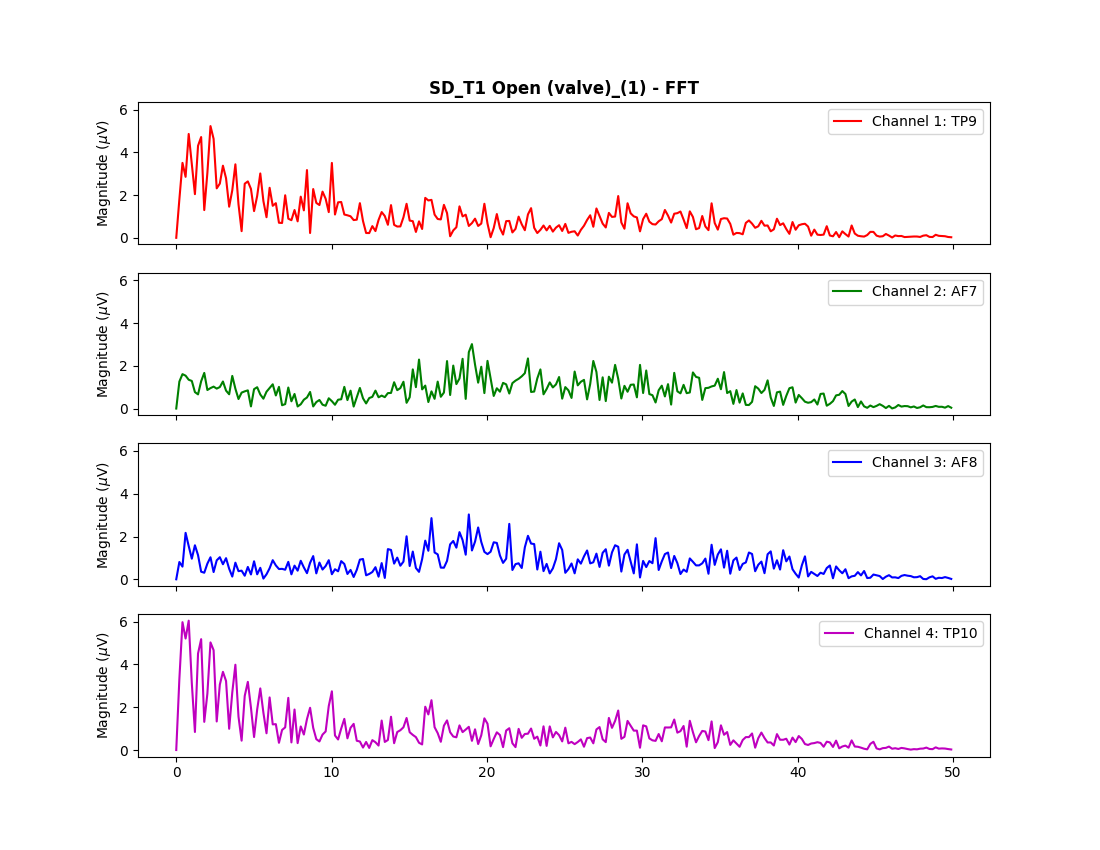 SD_T1 Open (valve)_(1) - FFT
6
4
2
0
Magnitude (μV)
Channel 1: TP9
6
4
2
0
Magnitude (μV)
Channel 2: AF7
6
4
2
0
Magnitude (μV)
Channel 3: AF8
6
4
2
0
Magnitude (μV)
Channel 4: TP10
0 10 20 30 40 50